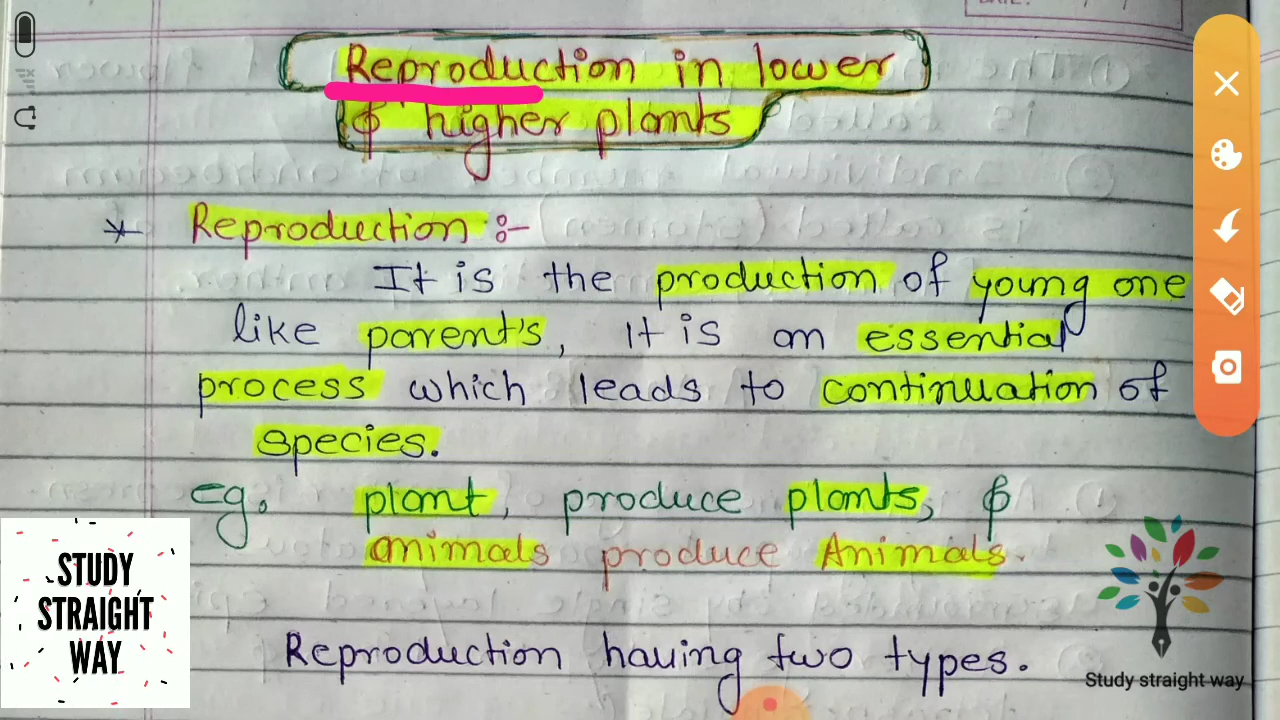 Reproduction in lower
& higher plants
* Reproduction :-
It is the production of young one
like parent's, it is an essential
process which leads to continuation of
species.
eg. plant, produce plants, &
animals produce Animals.
Reproduction having two types.
STUDY
STRAIGHT
WAY
Study straight way